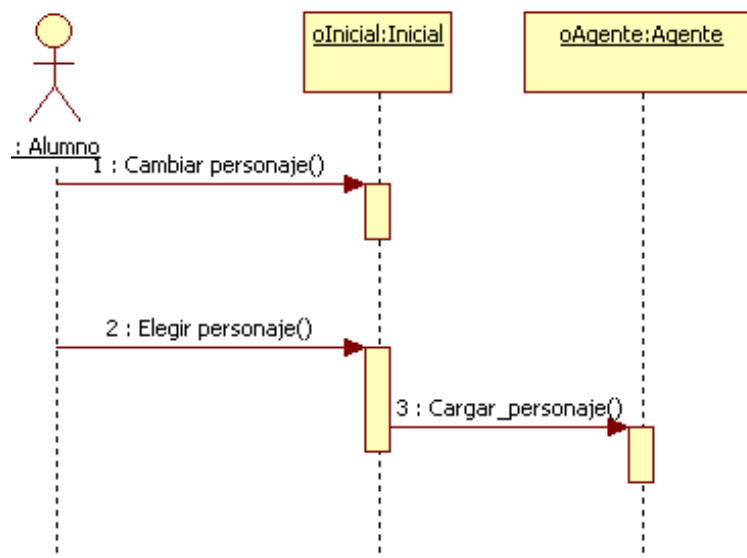 oInicial:Inicial
oAgente:Agente
: Alumno
1 : Cambiar personaje()
2 : Elegir personaje()
3 : Cargar_personaje()